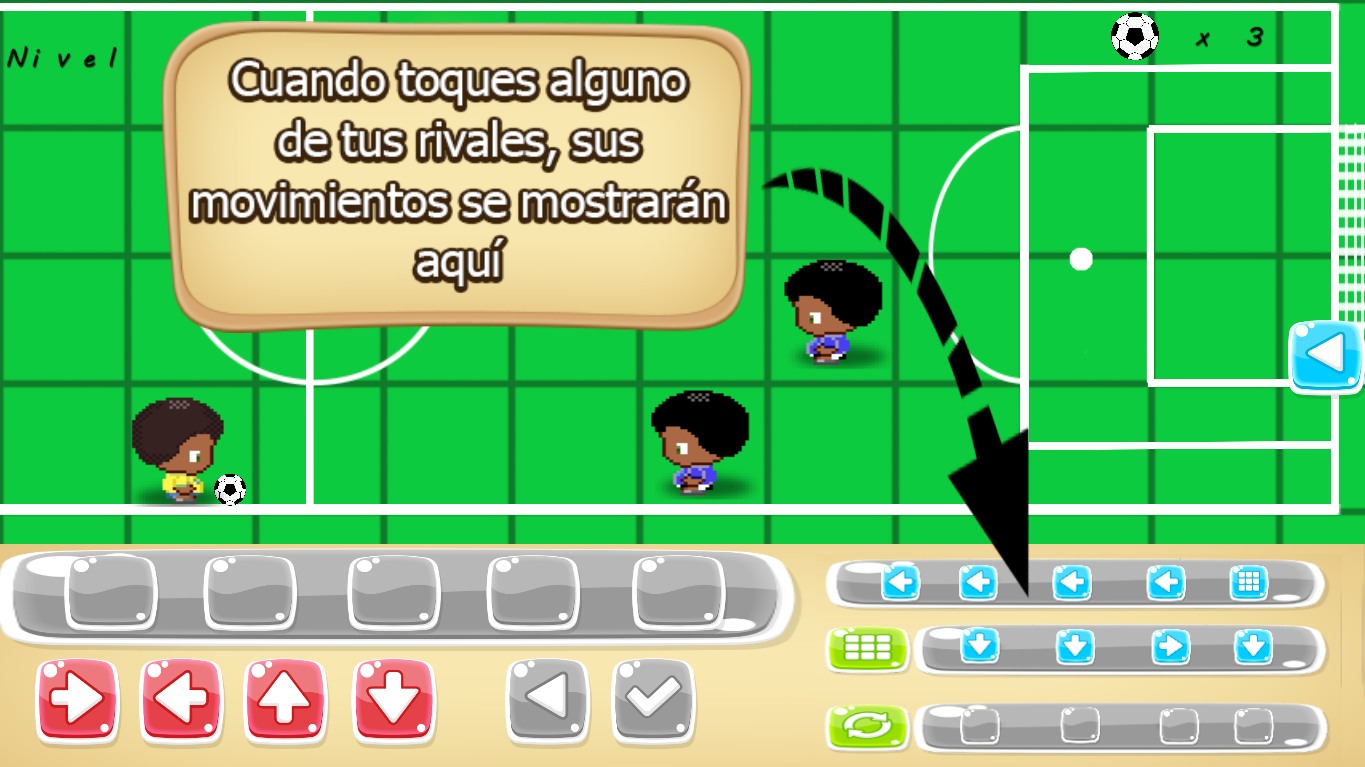 Nivel
x 3
Cuando toques alguno
de tus rivales, sus
movimientos se mostrarán
aquí